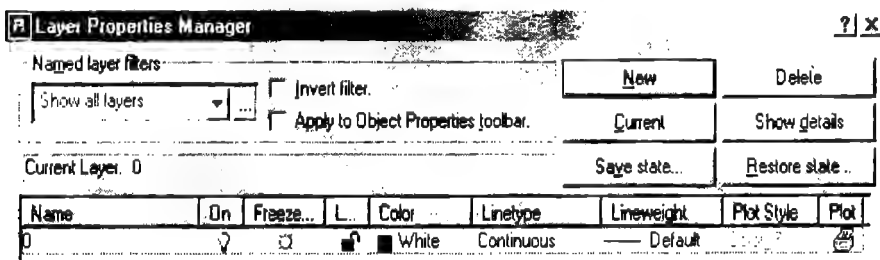 Layer Properties Manager
Named layer filters
Show all layers
...
Invert filter.
Apply to Object Properties toolbar.
New
Delete
Current
Show details
Save state...
Restore state ..
Current Layer. 0
Name On Freeze... L... Color Linetype Lineweight Plot Style Plot
0 White Continuous Default